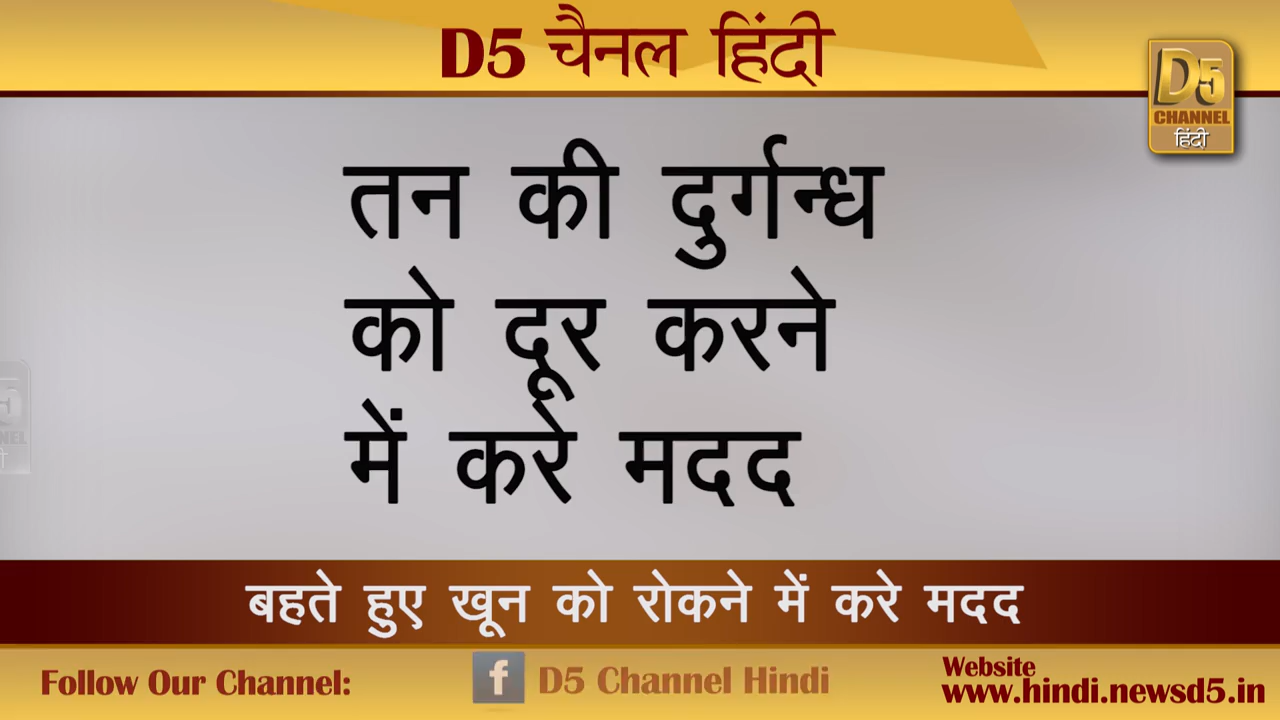 D5 चैनल हिंदी
D5
CHANNEL
हिंदी
तन की दुर्गन्ध
को दूर करने
में करे मदद
बहते हुए खून को रोकने में करे मदद
Follow Our Channel:
f D5 Channel Hindi
Website
www.hindi.newsd5.in